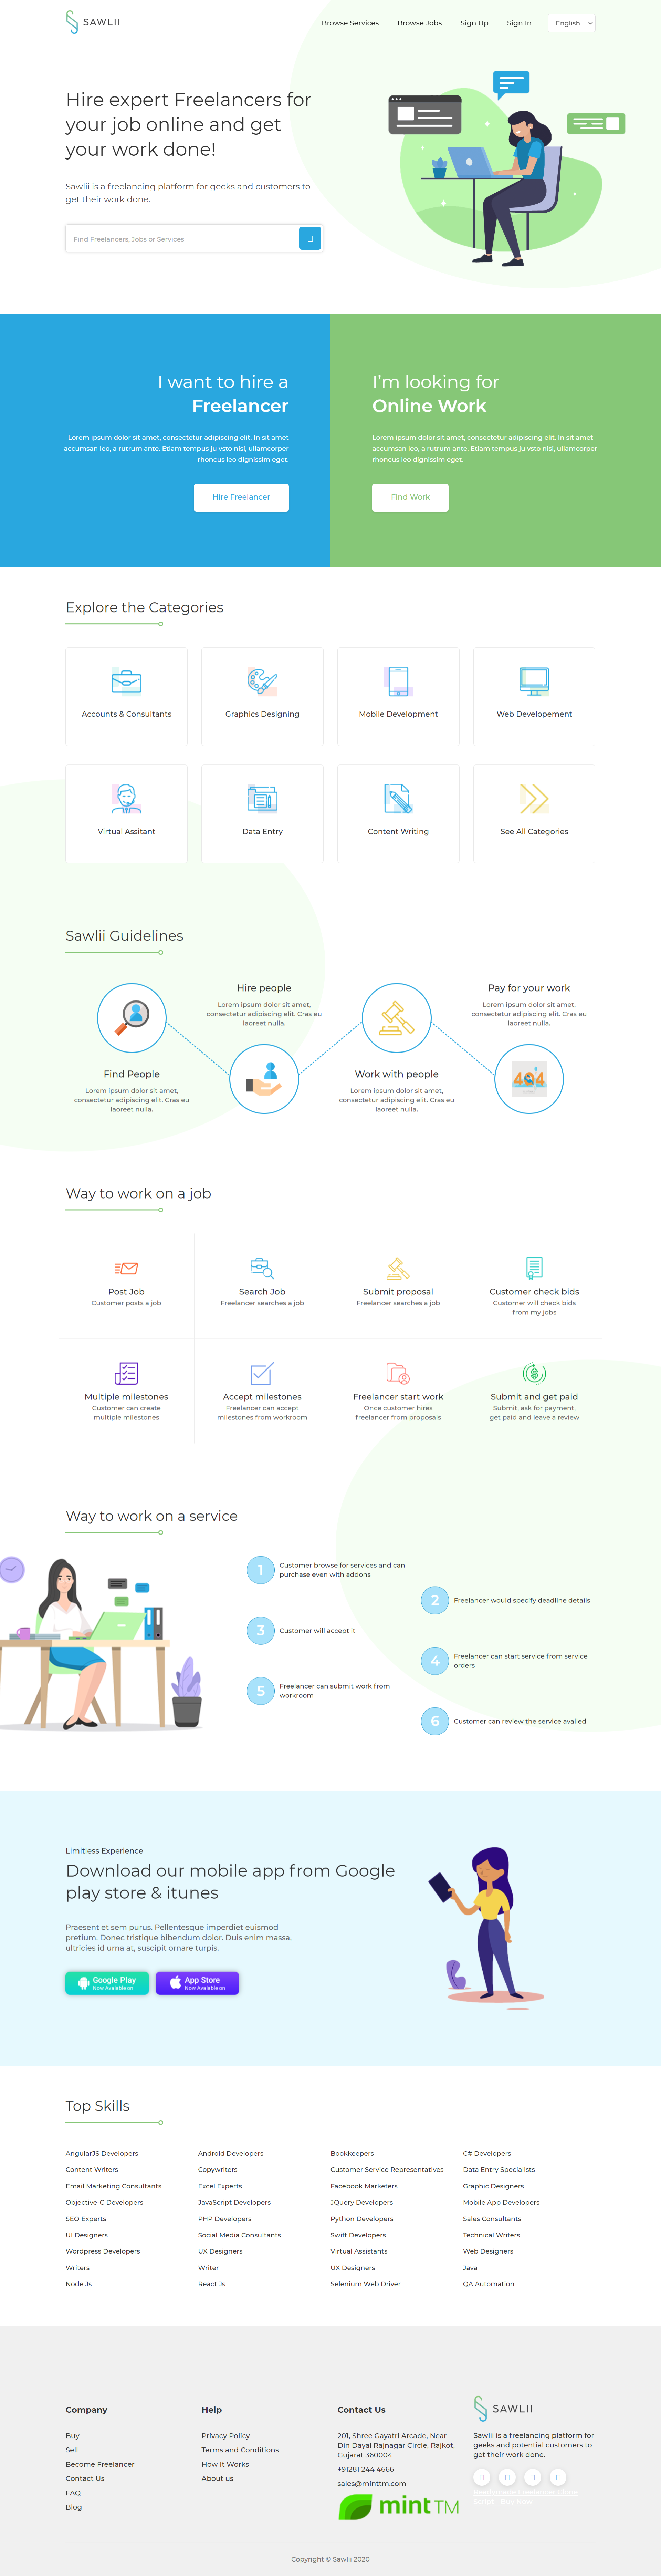 SAWLII
Browse Services
Browse Jobs
Sign Up
Sign In
English
Hire expert Freelancers for
your job online and get
your work done!
Sawlii is a freelancing platform for geeks and customers to
get their work done.
Find Freelancers, Jobs or Services
I want to hire a
Freelancer
Lorem ipsum dolor sit amet, consectetur adipiscing elit. In sit amet
accumsan leo, a rutrum ante. Etiam tempus ju vsto nisl, ullamcorper
rhoncus leo dignissim eget.
Hire Freelancer
I'm looking for
Online Work
Lorem ipsum dolor sit amet, consectetur adipiscing elit. In sit amet
accumsan leo, a rutrum ante. Etiam tempus ju vsto nisl, ullamcorper
rhoncus leo dignissim eget.
Find Work
Explore the Categories
Accounts & Consultants
Graphics Designing
Mobile Development
Web Developement
Virtual Assitant
Data Entry
Content Writing
See All Categories
Sawlii Guidelines
Find People
Lorem ipsum dolor sit amet,
consectetur adipiscing elit. Cras eu
laoreet nulla.
Hire people
Lorem ipsum dolor sit amet,
consectetur adipiscing elit. Cras eu
laoreet nulla.
Work with people
Lorem ipsum dolor sit amet,
consectetur adipiscing elit. Cras eu
laoreet nulla.
Pay for your work
Lorem ipsum dolor sit amet,
consectetur adipiscing elit. Cras eu
laoreet nulla.
404
Way to work on a job
Post Job
Customer posts a job
Search Job
Freelancer searches a job
Submit proposal
Freelancer searches a job
Customer check bids
Customer will check bids
from my jobs
Multiple milestones
Customer can create
multiple milestones
Accept milestones
Freelancer can accept
milestones from workroom
Freelancer start work
Once customer hires
freelancer from proposals
Submit and get paid
Submit, ask for payment,
get paid and leave a review
Way to work on a service
1
Customer browse for services and can
purchase even with addons
2
Freelancer would specify deadline details
3
Customer will accept it
4
Freelancer can start service from service
orders
5
Freelancer can submit work from
workroom
6
Customer can review the service availed
Limitless Experience
Download our mobile app from Google
play store & itunes
Praesent et sem purus. Pellentesque imperdiet euismod
pretium. Donec tristique bibendum dolor. Duis enim massa,
ultricies id urna at, suscipit ornare turpis.
Google Play
Now Avalable on
App Store
Now Avalable on
Top Skills
AngularJS Developers
Android Developers
Bookkeepers
C# Developers
Content Writers
Copywriters
Customer Service Representatives
Data Entry Specialists
Email Marketing Consultants
Excel Experts
Facebook Marketers
Graphic Designers
Objective-C Developers
JavaScript Developers
JQuery Developers
Mobile App Developers
SEO Experts
PHP Developers
Python Developers
Sales Consultants
UI Designers
Social Media Consultants
Swift Developers
Technical Writers
Wordpress Developers
UX Designers
Virtual Assistants
Web Designers
Writers
Writer
UX Designers
Java
Node Js
React Js
Selenium Web Driver
QA Automation
Company
Buy
Sell
Become Freelancer
Contact Us
FAQ
Blog
Help
Privacy Policy
Terms and Conditions
How It Works
About us
Contact Us
201, Shree Gayatri Arcade, Near
Din Dayal Rajnagar Circle, Rajkot,
Gujarat 360004
+91281 244 4666
sales@minttm.com
mint TM
SAWLII
Sawlii is a freelancing platform for
geeks and potential customers to
get their work done.
Copyright © Sawlii 2020